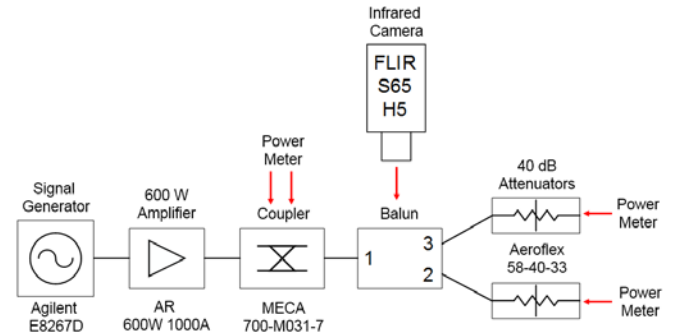 Infrared
Camera
FLIR
S65
H5
Power
Meter
40 dB
Attenuators
Signal
Generator
600 W
Amplifier
Coupler
Balun
Power
Meter
1
3
2
Aeroflex
58-40-33
Power
Meter
Agilent
E8267D
AR
600W 1000A
MECA
700-M031-7